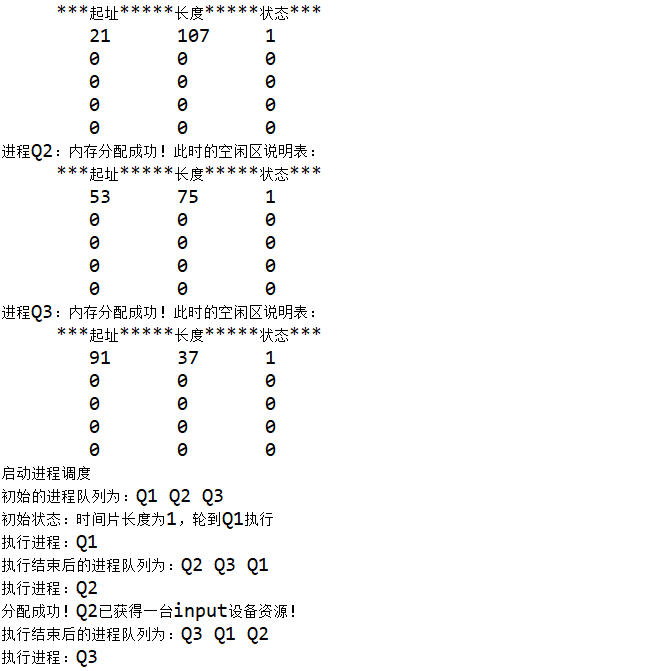 ***起址*****长度*****状态***
21 107 1
0 0 0
0 0 0
0 0 0
0 0 0
进程Q2：内存分配成功！此时的空闲区说明表：
***起址*****长度*****状态***
53 75 1
0 0 0
0 0 0
0 0 0
0 0 0
进程Q3：内存分配成功！此时的空闲区说明表：
***起址*****长度*****状态***
91 37 1
0 0 0
0 0 0
0 0 0
0 0 0
启动进程调度
初始的进程队列为：Q1 Q2 Q3
初始状态：时间片长度为1，轮到Q1执行
执行进程：Q1
执行结束后的进程队列为：Q2 Q3 Q1
执行进程：Q2
分配成功！Q2已获得一台input设备资源！
执行结束后的进程队列为：Q3 Q1 Q2
执行进程：Q3